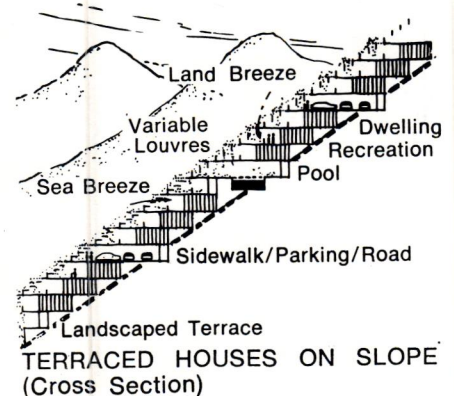 Land Breeze
Variable
Louvres
Dwelling
Recreation
Pool
Sea Breeze
Sidewalk/Parking/Road
Landscaped Terrace
TERRACED HOUSES ON SLOPE
(Cross Section)